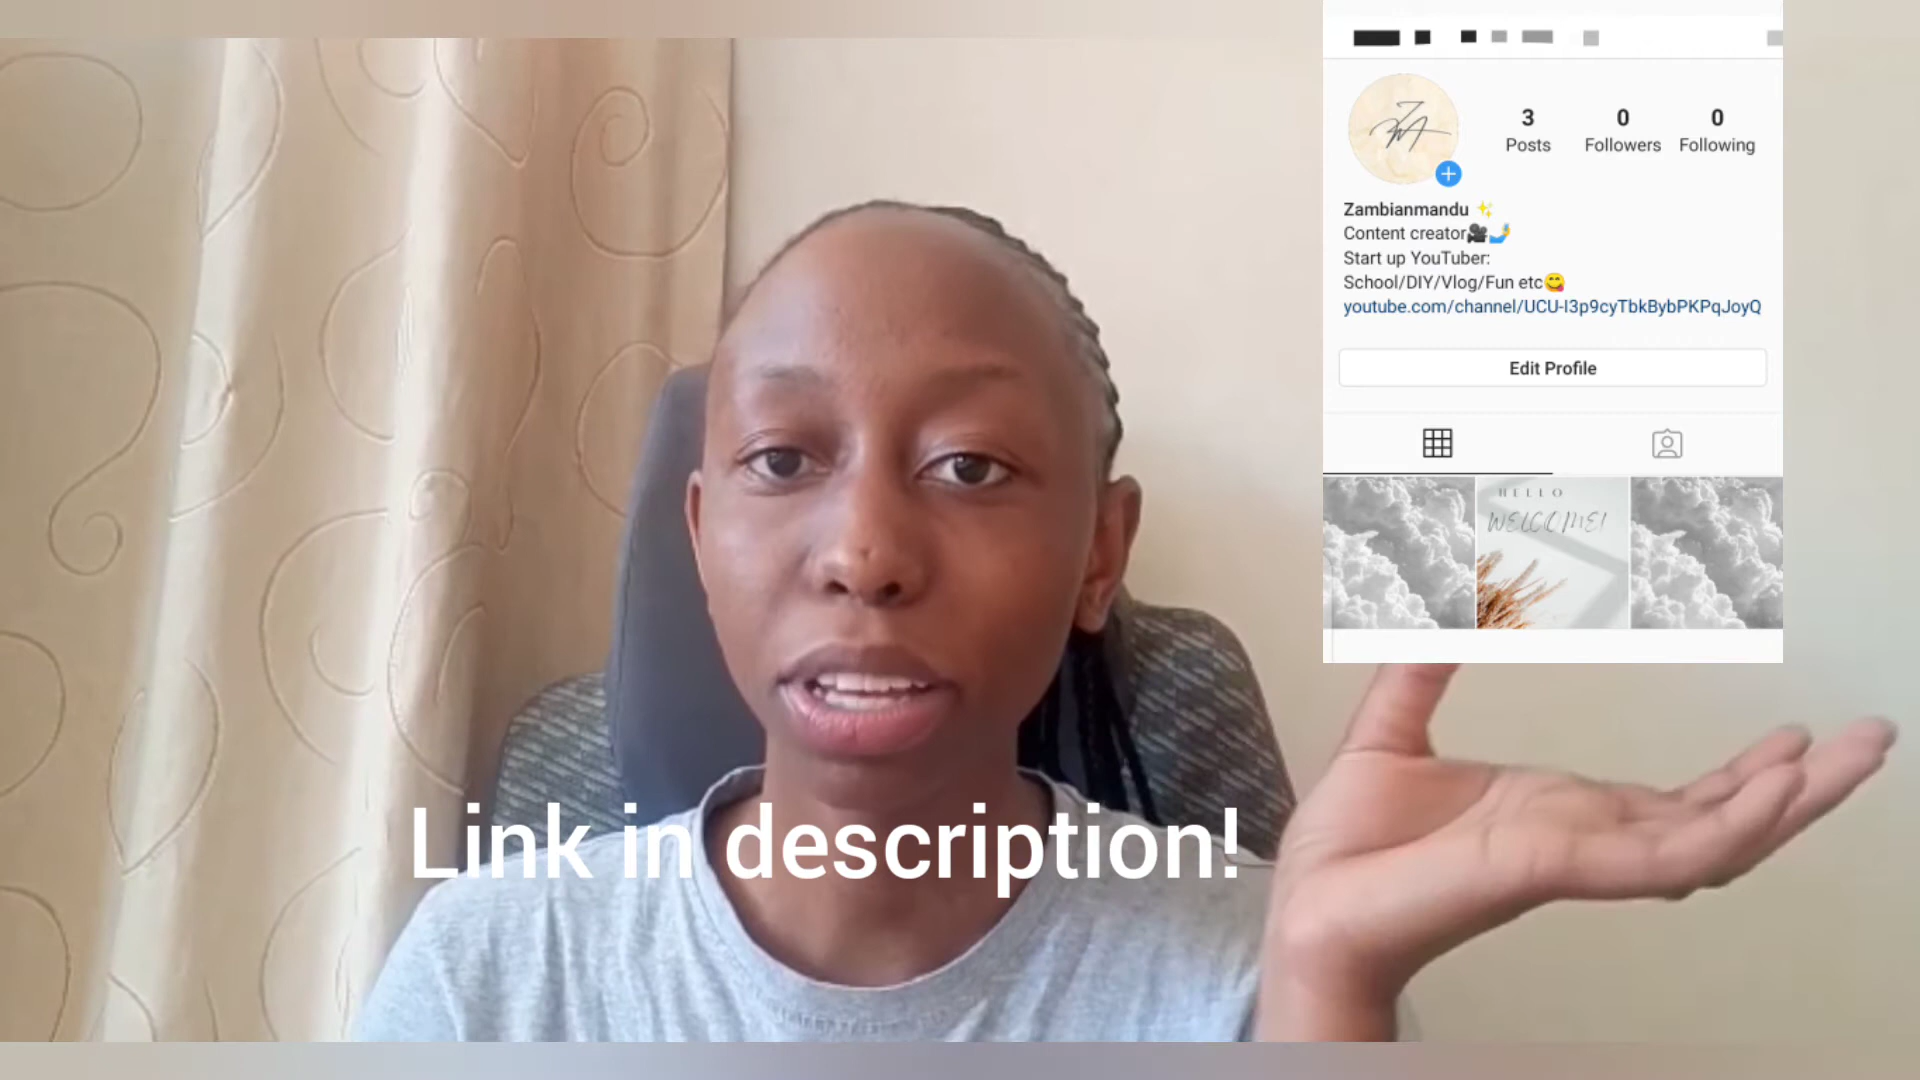 3 0 0
Posts Followers Following
Zambianmandu ✨
Content creator🎥🤳
Start up YouTuber:
School/DIY/Vlog/Fun etc😋
youtube.com/channel/UCU-I3p9cyTbkBybPKPqJoyQ
Edit Profile
HELLO
WELCOME!
Link in description!